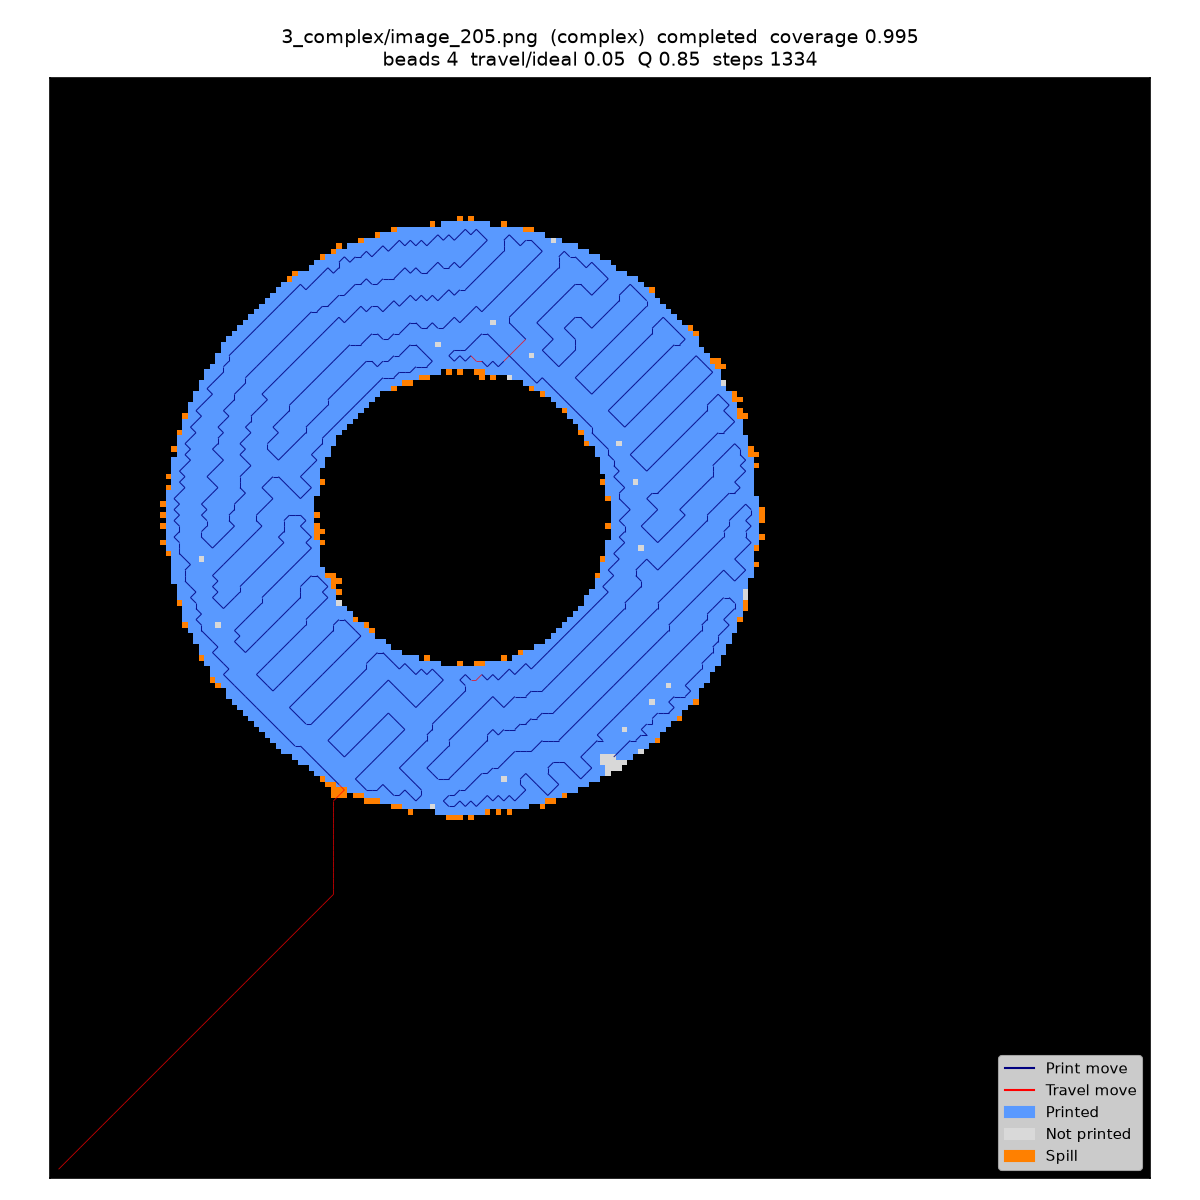 3_complex/image_205.png  (complex)  completed  coverage 0.995
beads 4  travel/ideal 0.05  Q 0.85  steps 1334
Print move
Travel move
Printed
Not printed
Spill